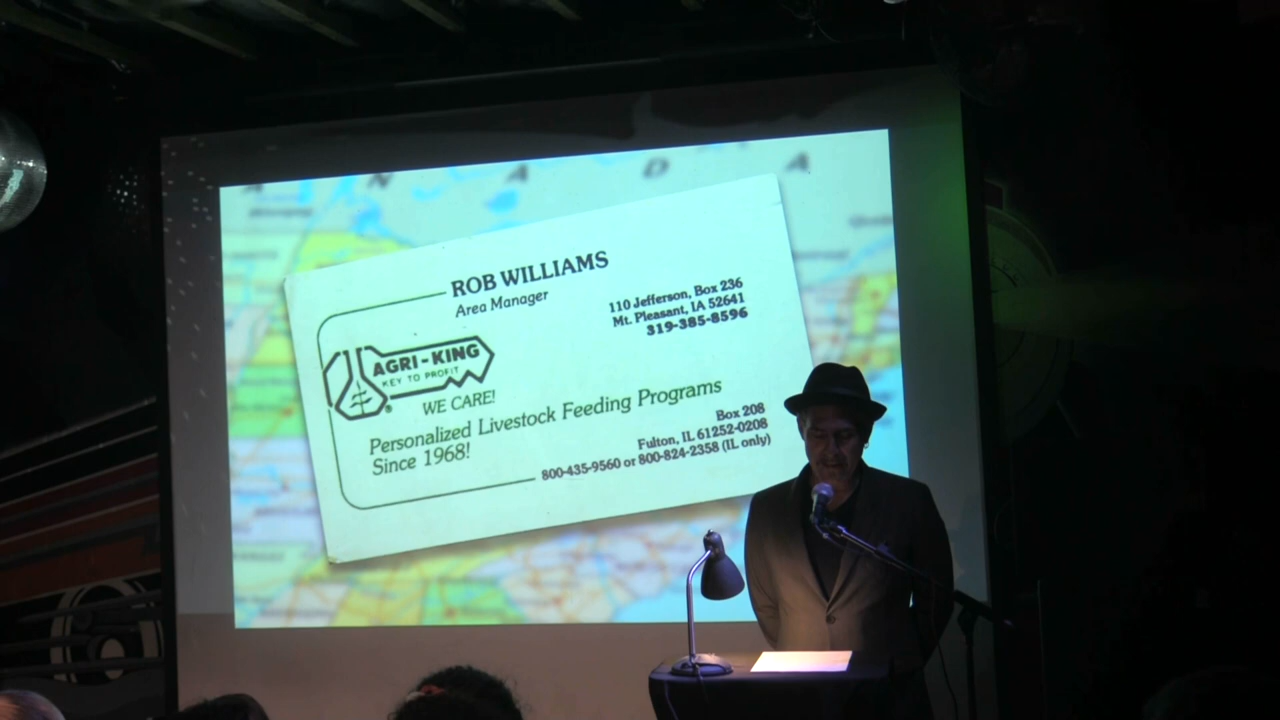 N A D A
ROB WILLIAMS
Area Manager
110 Jefferson, Box 236
Mt. Pleasant, IA 52641
319-385-8596
AGRI-KING
KEY TO PROFIT
®
WE CARE!
Personalized Livestock Feeding Programs
Since 1968!
Box 208
Fulton, IL 61252-0208
800-435-9560 or 800-824-2358 (IL only)